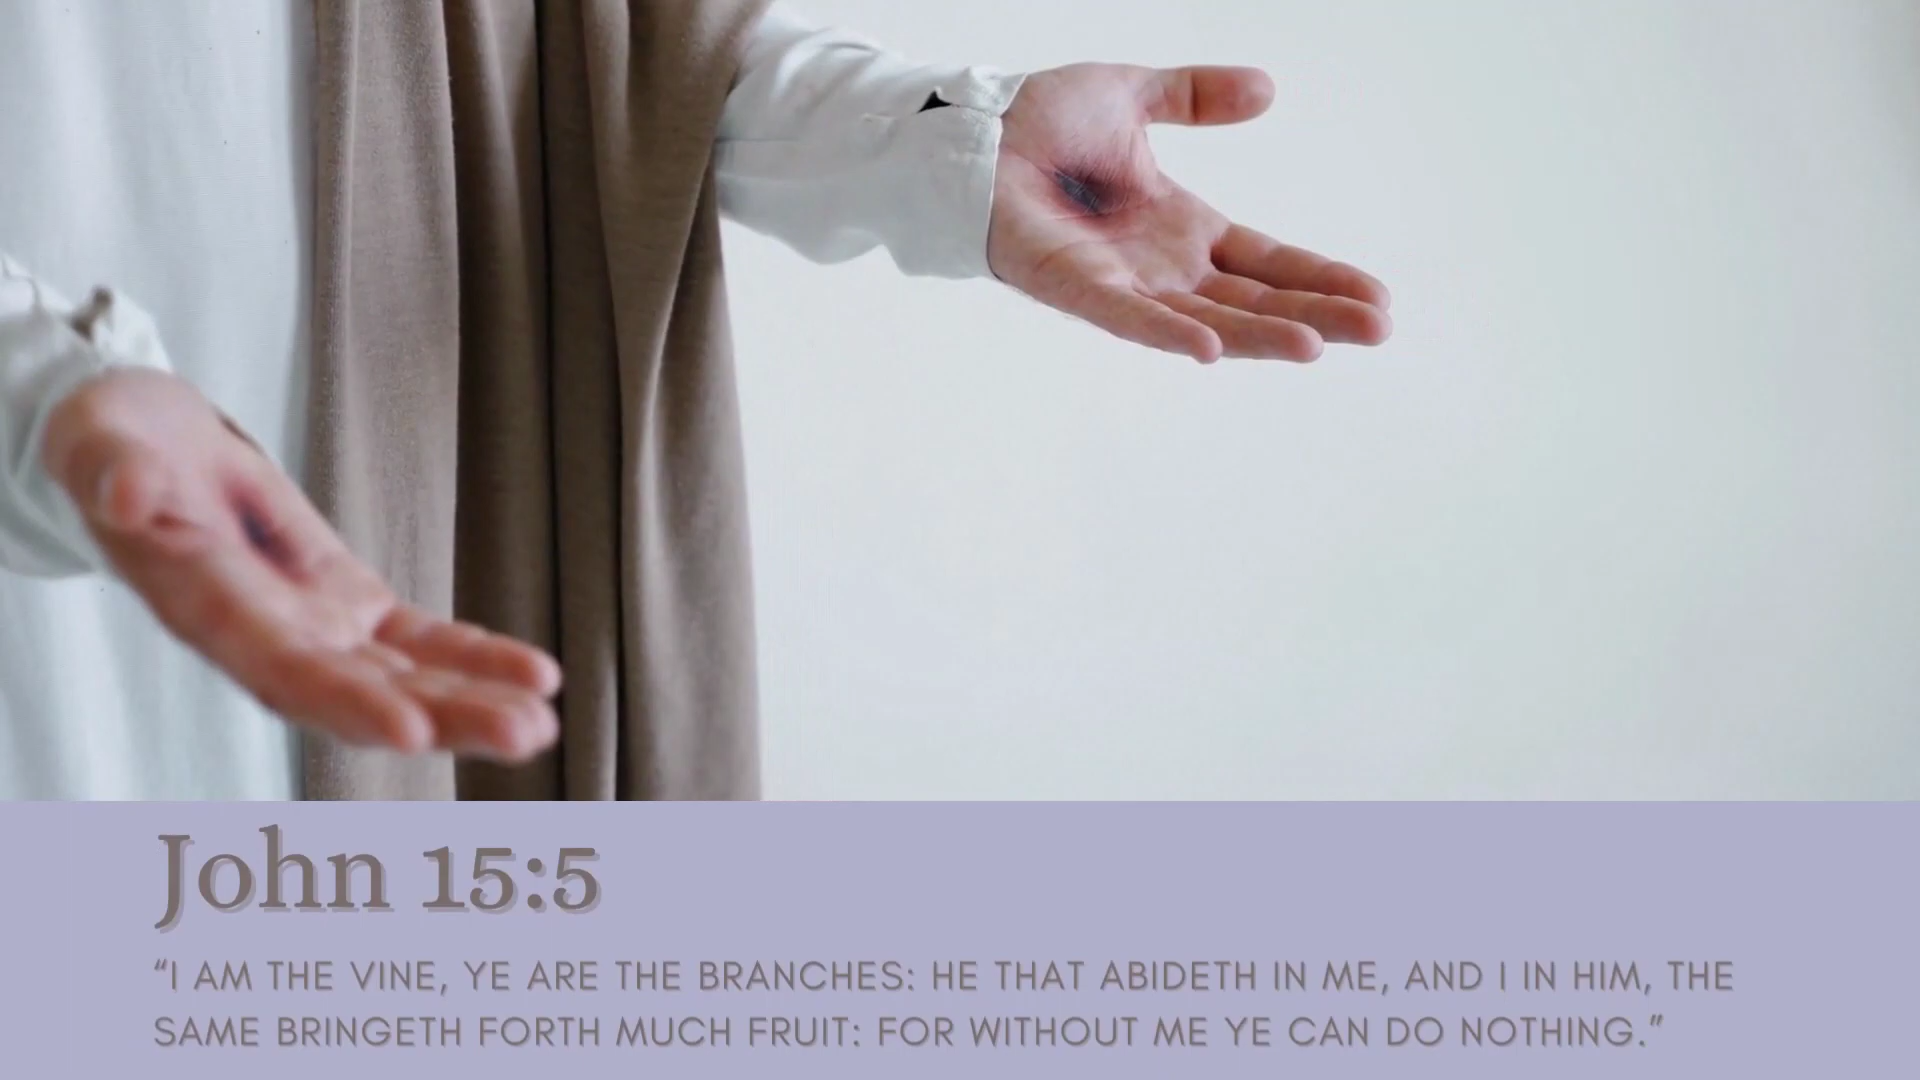 John 15:5
“I AM THE VINE, YE ARE THE BRANCHES: HE THAT ABIDETH IN ME, AND I IN HIM, THE
SAME BRINGETH FORTH MUCH FRUIT: FOR WITHOUT ME YE CAN DO NOTHING.”